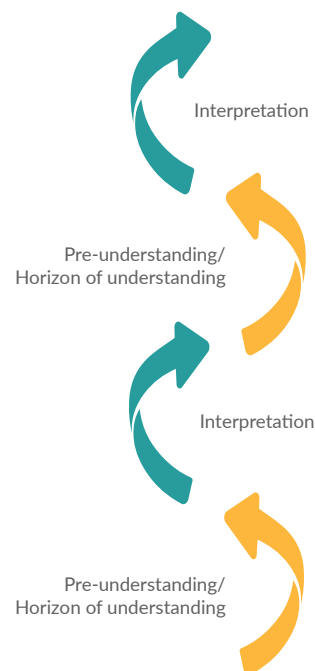 Interpretation
Pre-understanding/
Horizon of understanding
Interpretation
Pre-understanding/
Horizon of understanding